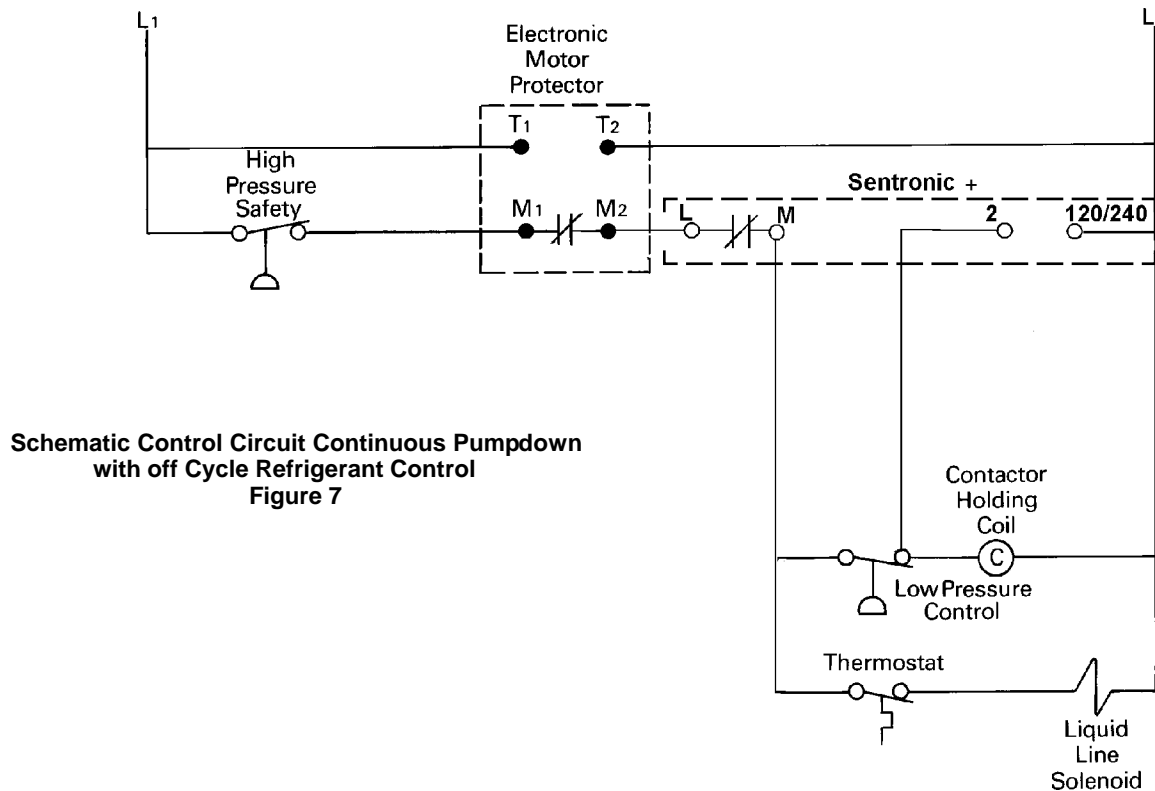 L1
L
Electronic
Motor
Protector
T1
T2
High
Pressure
Safety
M1
M2
Sentronic +
L
M
2
120/240
Schematic Control Circuit Continuous Pumpdown
with off Cycle Refrigerant Control
Figure 7
Contactor
Holding
Coil
C
Low Pressure
Control
Thermostat
Liquid
Line
Solenoid